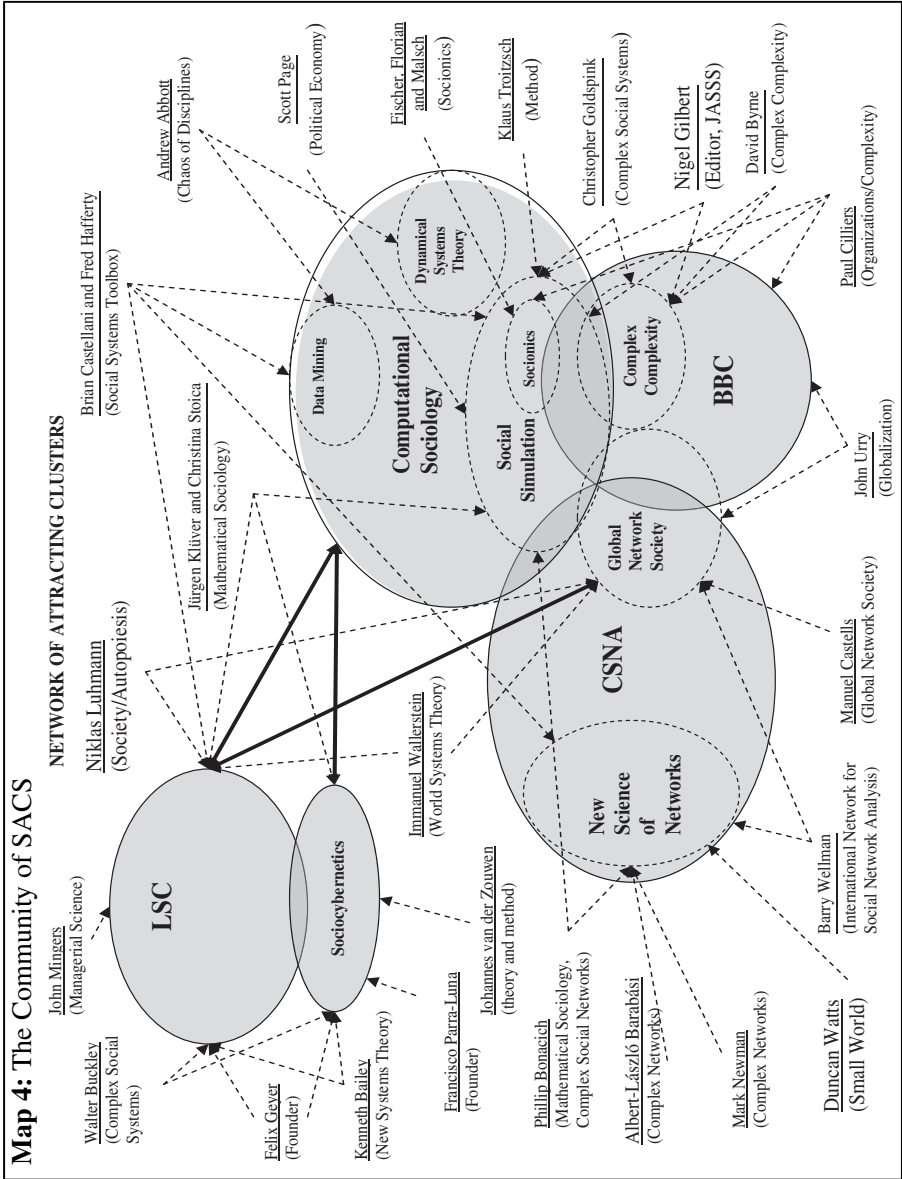 Map 4: The Community of SACS
NETWORK OF ATTRACTING CLUSTERS
John Mingers
(Managerial Science)
Walter Buckley
(Complex Social
Systems)
Felix Geyer
(Founder)
Kenneth Bailey
(New Systems Theory)
Francisco Parra-Luna
(Founder)
Johannes van der Zouwen
(theory and method)
LSC
Sociocybernetics
Niklas Luhmann
(Society/Autopoiesis)
Jürgen Klüver and Christina Stoica
(Mathematical Sociology)
Brian Castellani and Fred Hafferty
(Social Systems Toolbox)
Andrew Abbott
(Chaos of Disciplines)
Scott Page
(Political Economy)
Fischer, Florian
and Malsch
(Socionics)
Klaus Troitzsch
(Method)
Christopher Goldspink
(Complex Social Systems)
Nigel Gilbert
(Editor, JASSS)
David Byrne
(Complex Complexity)
Paul Cilliers
(Organizations/Complexity)
Immanuel Wallerstein
(World Systems Theory)
Data Mining
Dynamical
Systems
Theory
Computational
Sociology
Social
Simulation
Socionics
Complex
Complexity
BBC
Global
Network
Society
CSNA
New
Science
of
Networks
John Urry
(Globalization)
Manuel Castells
(Global Network Society)
Barry Wellman
(International Network for
Social Network Analysis)
Phillip Bonacich
(Mathematical Sociology,
Complex Social Networks)
Albert-László Barabási
(Complex Networks)
Mark Newman
(Complex Networks)
Duncan Watts
(Small World)